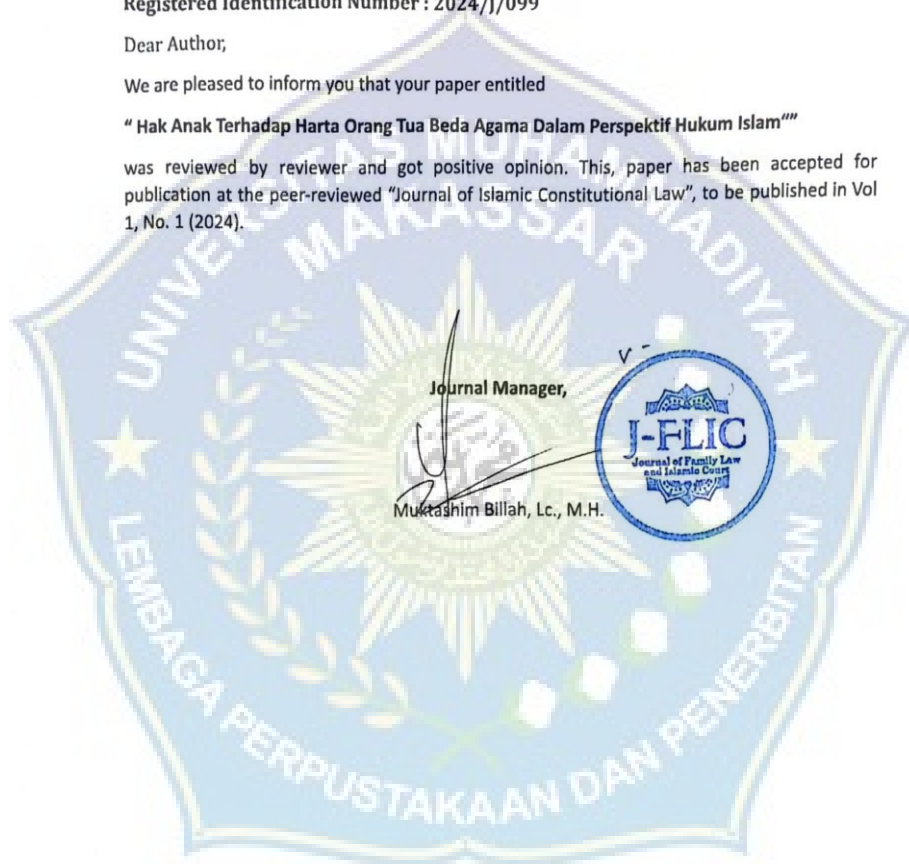 Registered Identification Number : 2024/J/099
Dear Author,
We are pleased to inform you that your paper entitled
“ Hak Anak Terhadap Harta Orang Tua Beda Agama Dalam Perspektif Hukum Islam“”
was reviewed by reviewer and got positive opinion. This, paper has been accepted for
publication at the peer-reviewed “Journal of Islamic Constitutional Law”, to be published in Vol
1, No. 1 (2024).
UNIVERSITAS MUHAMMADIYAH
MAKASSAR
Journal Manager,
J-FLIC
Journal of Family Law
and Islamic Court
Muktashim Billah, Lc., M.H.
LEMBAGA PERPUSTAKAAN DAN PENERBITAN